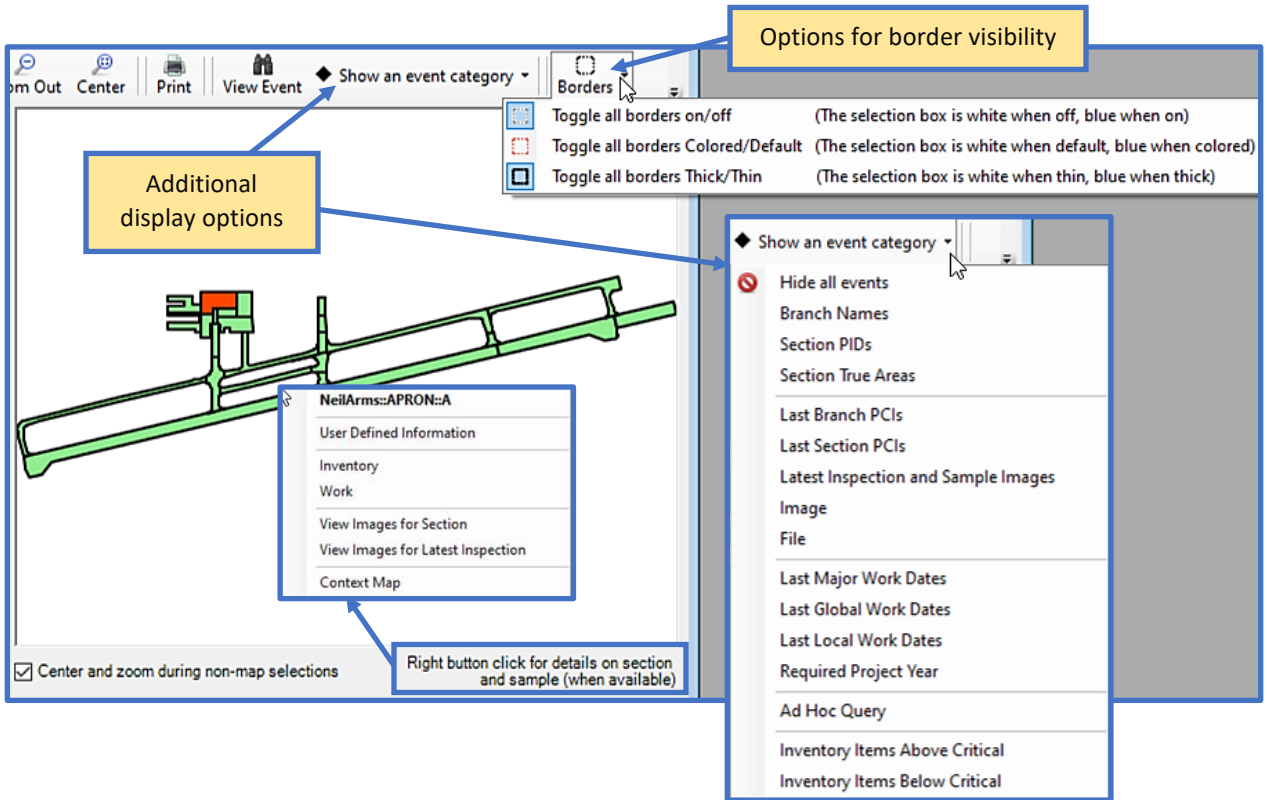 Options for border visibility
om Out Center Print View Event Show an event category Borders
Toggle all borders on/off (The selection box is white when off, blue when on)
Toggle all borders Colored/Default (The selection box is white when default, blue when colored)
Toggle all borders Thick/Thin (The selection box is white when thin, blue when thick)
Additional
display options
Show an event category
Hide all events
Branch Names
Section PIDs
Section True Areas
Last Branch PCIs
Last Section PCIs
Latest Inspection and Sample Images
Image
File
Last Major Work Dates
Last Global Work Dates
Last Local Work Dates
Required Project Year
Ad Hoc Query
Inventory Items Above Critical
Inventory Items Below Critical
NeilArms::APRON::A
User Defined Information
Inventory
Work
View Images for Section
View Images for Latest Inspection
Context Map
Center and zoom during non-map selections
Right button click for details on section
and sample (when available)